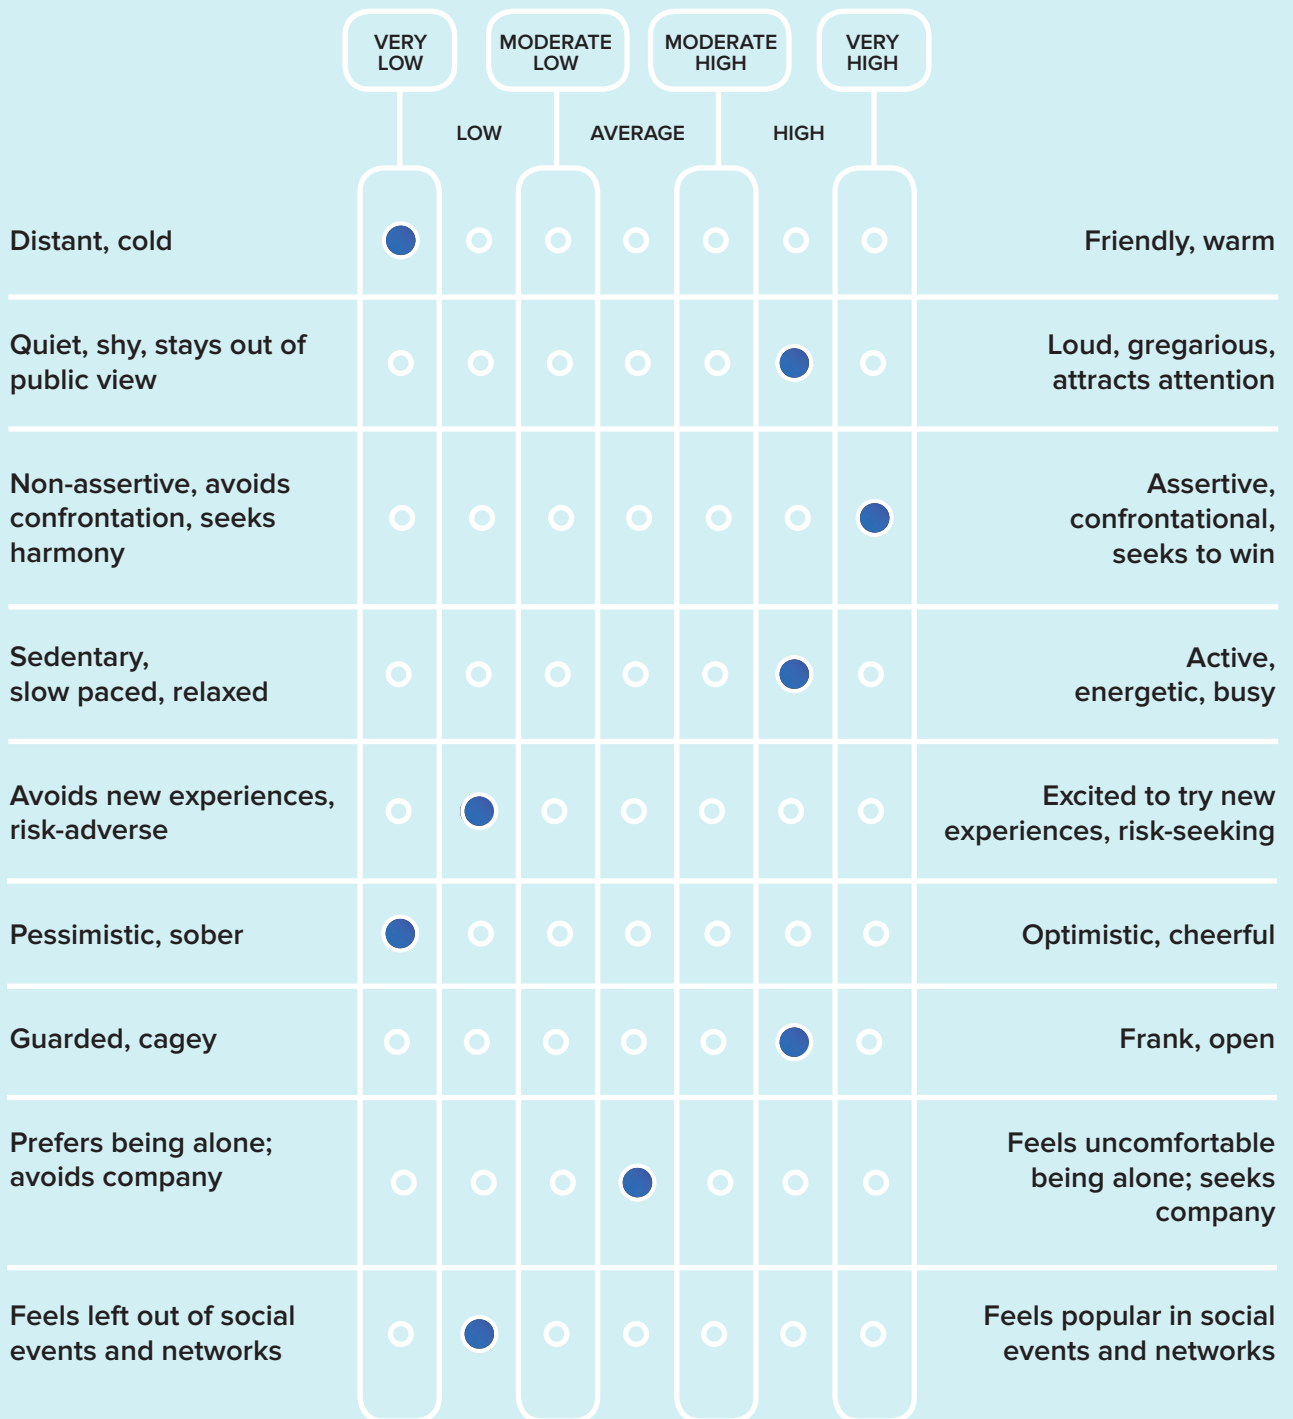 VERY
LOW
MODERATE
LOW
MODERATE
HIGH
VERY
HIGH
LOW
AVERAGE
HIGH
Distant, cold
Friendly, warm
Quiet, shy, stays out of
public view
Loud, gregarious,
attracts attention
Non-assertive, avoids
confrontation, seeks
harmony
Assertive,
confrontational,
seeks to win
Sedentary,
slow paced, relaxed
Active,
energetic, busy
Avoids new experiences,
risk-adverse
Excited to try new
experiences, risk-seeking
Pessimistic, sober
Optimistic, cheerful
Guarded, cagey
Frank, open
Prefers being alone;
avoids company
Feels uncomfortable
being alone; seeks
company
Feels left out of social
events and networks
Feels popular in social
events and networks